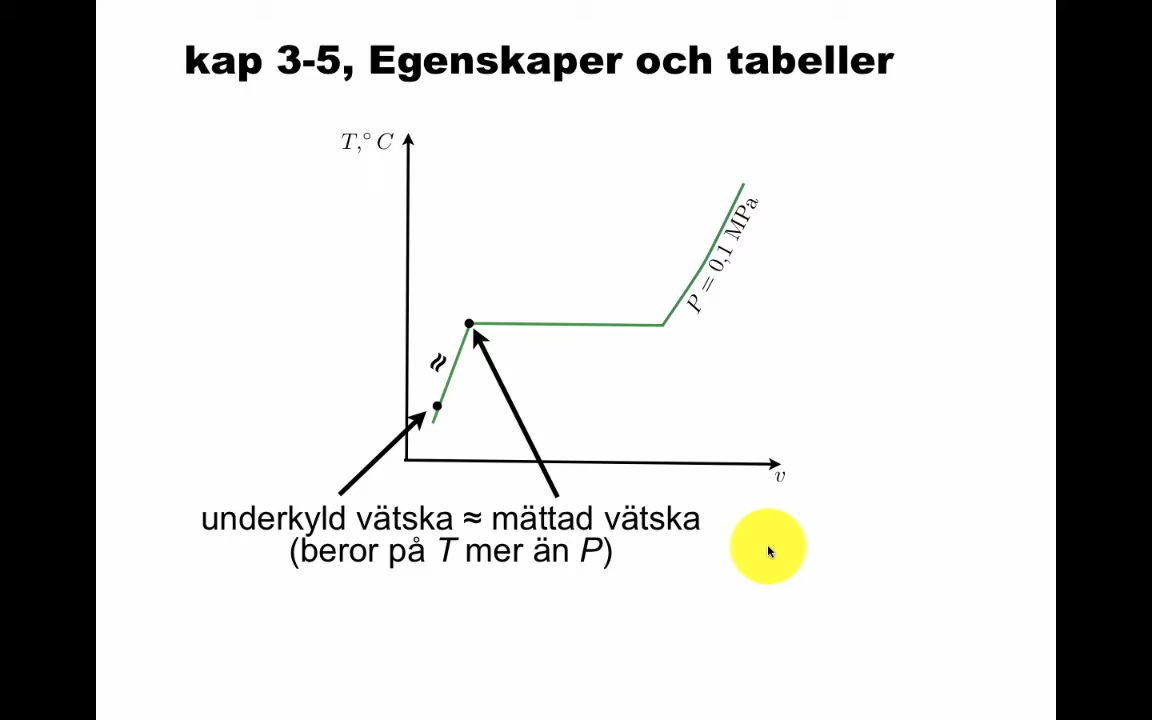 kap 3-5, Egenskaper och tabeller
T,° C
P = 0,1 MPa
≈
v
underkyld vätska ≈ mättad vätska
(beror på T mer än P)